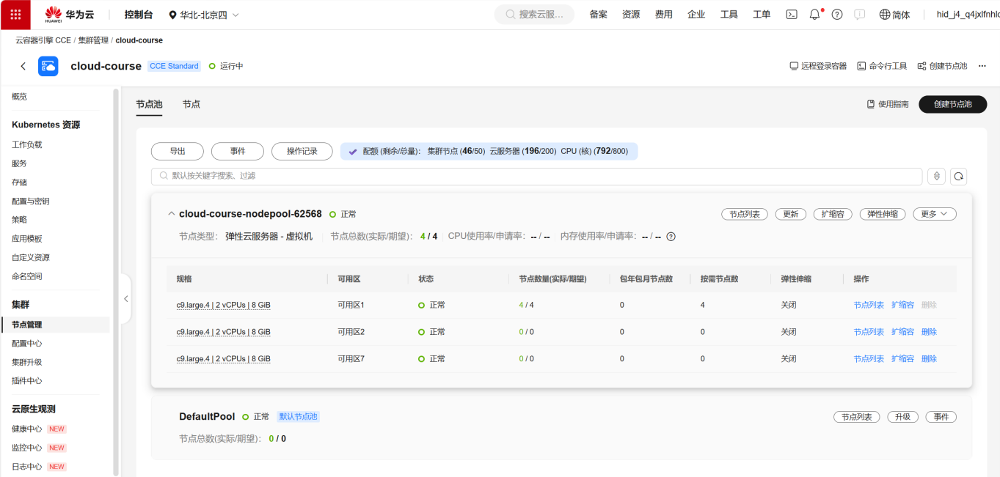 华为云 控制台 华北-北京四 搜索云服... 备案 资源 费用 企业 工具 工单 简体
HUAWEI
云容器引擎 CCE / 集群管理 / cloud-course
cloud-course CCE Standard 运行中 远程登录容器 命令行工具 创建节点池
概览
Kubernetes 资源
工作负载
服务
存储
配置与密钥
策略
应用模板
自定义资源
命名空间
集群
节点管理
配置中心
集群升级
插件中心
云原生观测
健康中心 NEW
监控中心 NEW
日志中心 NEW
节点池 节点 使用指南 创建节点池
导出 事件 操作记录 配额 (剩余/总量)： 集群节点 (46/50) 云服务器 (196/200) CPU (核) (792/800)
默认按关键字搜索、过滤
cloud-course-nodepool-62568 正常 节点列表 更新 扩缩容 弹性伸缩 更多
节点类型： 弹性云服务器 - 虚拟机 节点总数(实际/期望)： 4 / 4 CPU使用率/申请率： -- / -- 内存使用率/申请率： -- / --
规格 可用区 状态 节点数量(实际/期望) 包年包月节点数 按需节点数 弹性伸缩 操作
c9.large.4 | 2 vCPUs | 8 GiB 可用区1 正常 4 / 4 0 4 关闭 节点列表 扩缩容 删除
c9.large.4 | 2 vCPUs | 8 GiB 可用区2 正常 0 / 0 0 0 关闭 节点列表 扩缩容 删除
c9.large.4 | 2 vCPUs | 8 GiB 可用区7 正常 0 / 0 0 0 关闭 节点列表 扩缩容 删除
DefaultPool 正常 默认节点池 节点列表 升级 事件
节点总数(实际/期望)： 0 / 0